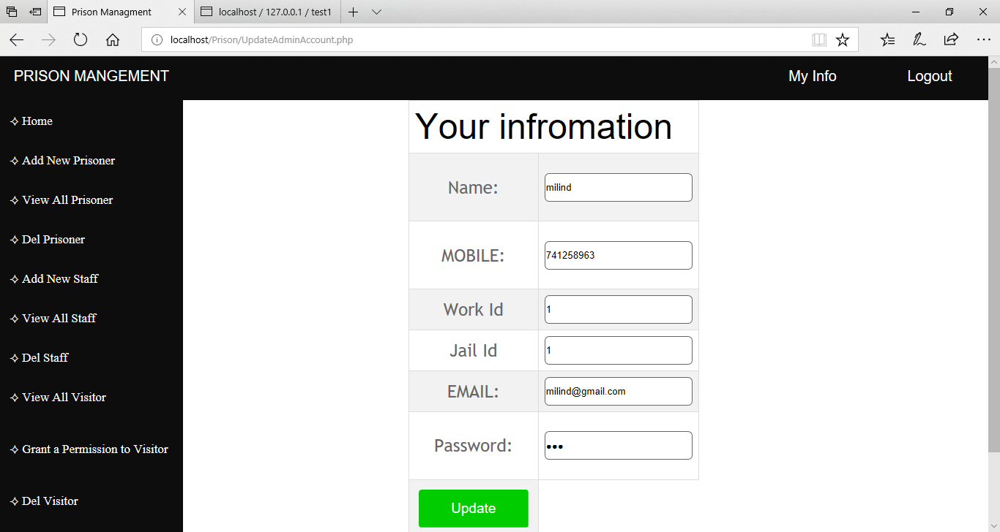 Prison Managment
localhost / 127.0.0.1 / test1
localhost/Prison/UpdateAdminAccount.php
PRISON MANGEMENT
My Info
Logout
Home
Add New Prisoner
View All Prisoner
Del Prisoner
Add New Staff
View All Staff
Del Staff
View All Visitor
Grant a Permission to Visitor
Del Visitor
Your infromation
Name: milind
MOBILE: 741258963
Work Id 1
Jail Id 1
EMAIL: milind@gmail.com
Password: •••
Update